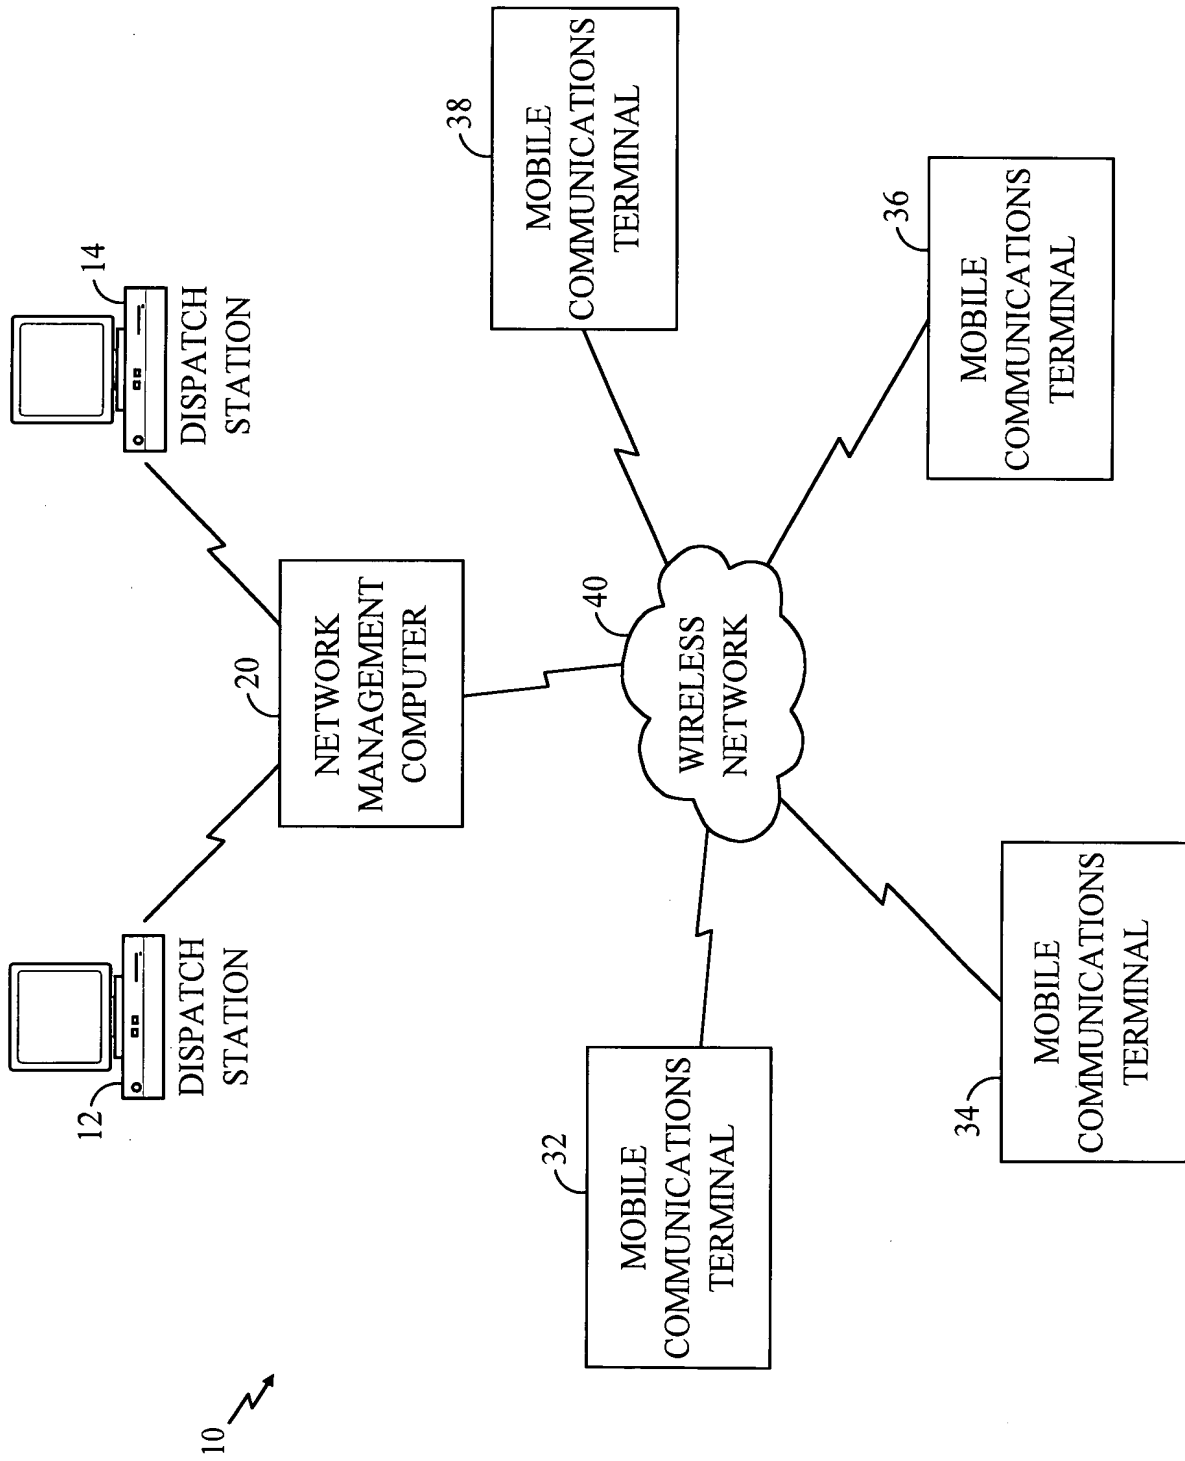 10
12
DISPATCH
STATION
14
DISPATCH
STATION
20
NETWORK
MANAGEMENT
COMPUTER
40
WIRELESS
NETWORK
32
MOBILE
COMMUNICATIONS
TERMINAL
38
MOBILE
COMMUNICATIONS
TERMINAL
34
MOBILE
COMMUNICATIONS
TERMINAL
36
MOBILE
COMMUNICATIONS
TERMINAL